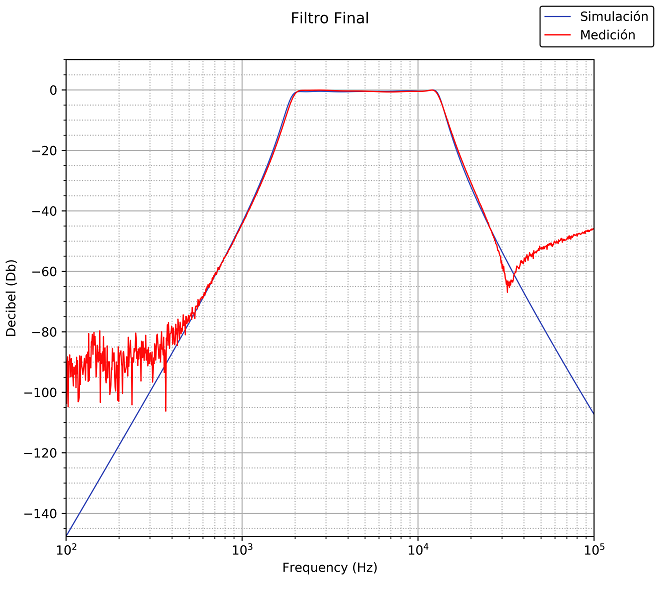 Filtro Final
Simulación
Medición
0
−20
−40
−60
−80
−100
−120
−140
Decibel (Db)
10²
10³
10⁴
10⁵
Frequency (Hz)